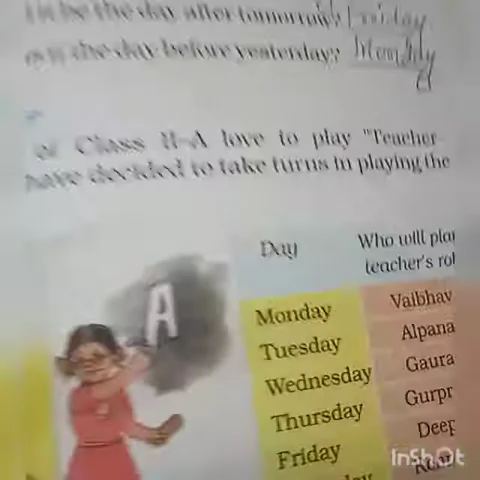 be the day after tomorrow? Friday
the day before yesterday? Monday
of Class II-A love to play "Teacher-
have decided to take turns in playing the
Day
Who will play
teacher's rol
A
Monday Vaibhav
Tuesday Alpana
Wednesday Gaura
Thursday Gurpr
Friday Deep
InShOt